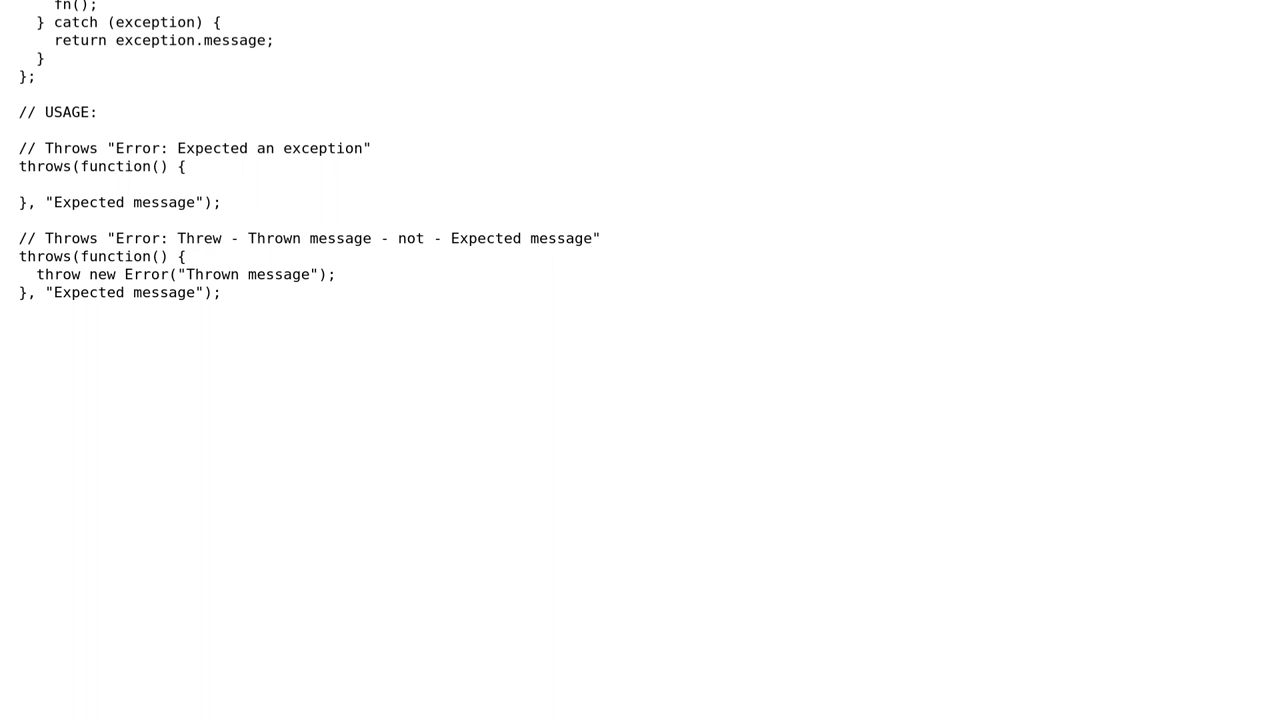 fn();
  } catch (exception) {
    return exception.message;
  }
};

// USAGE:

// Throws "Error: Expected an exception"
throws(function() {

}, "Expected message");

// Throws "Error: Threw - Thrown message - not - Expected message"
throws(function() {
  throw new Error("Thrown message");
}, "Expected message");